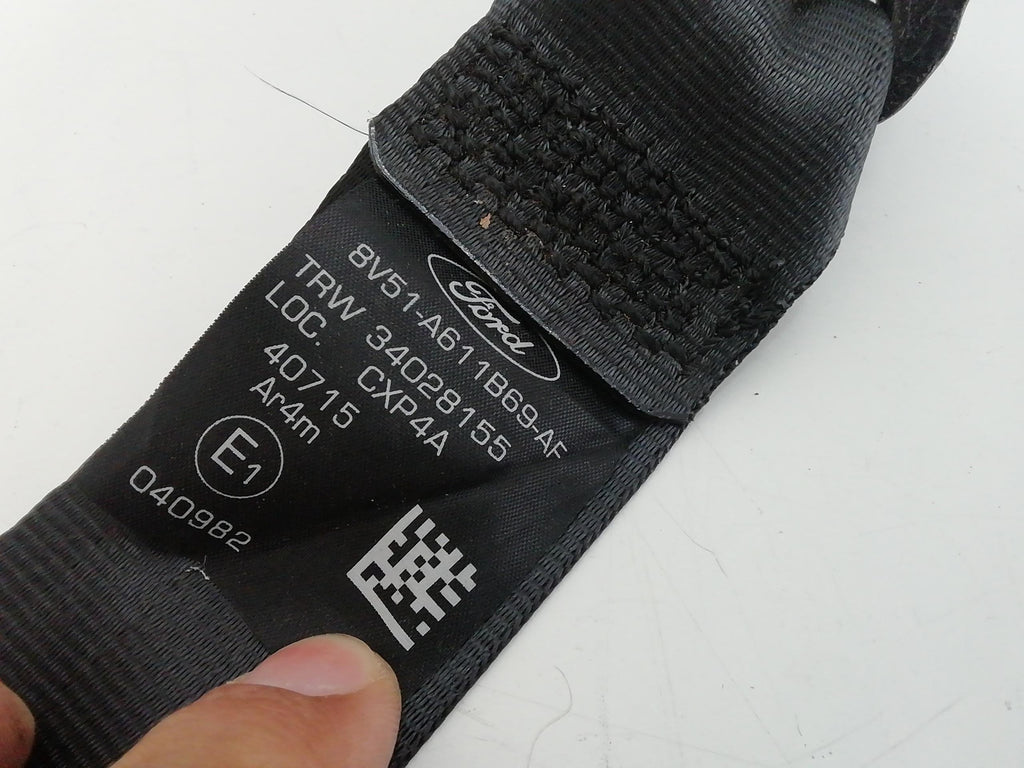 Ford
8V51-A611B69-AF
TRW 34028155
LOC. CXP4A
40715
Ar4m
E1
040982